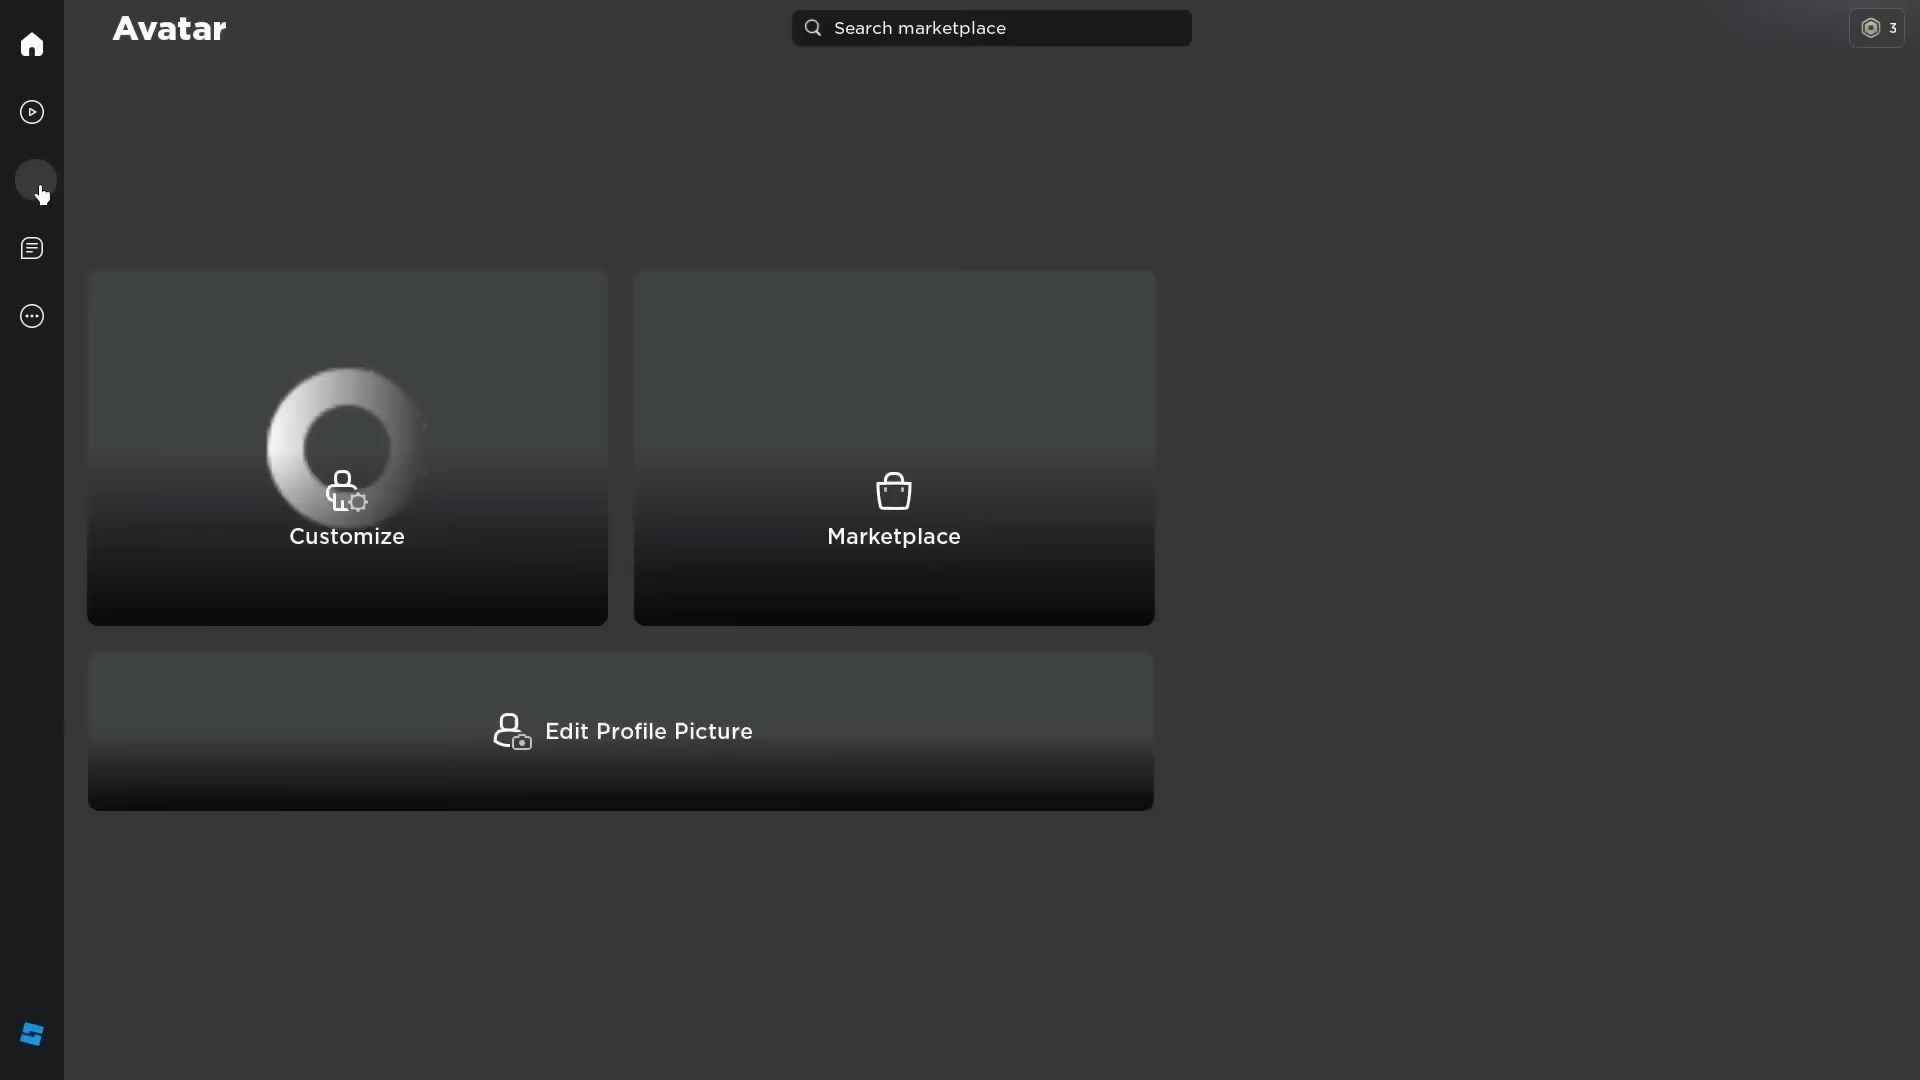 Avatar
Search marketplace
3
Customize
Marketplace
Edit Profile Picture